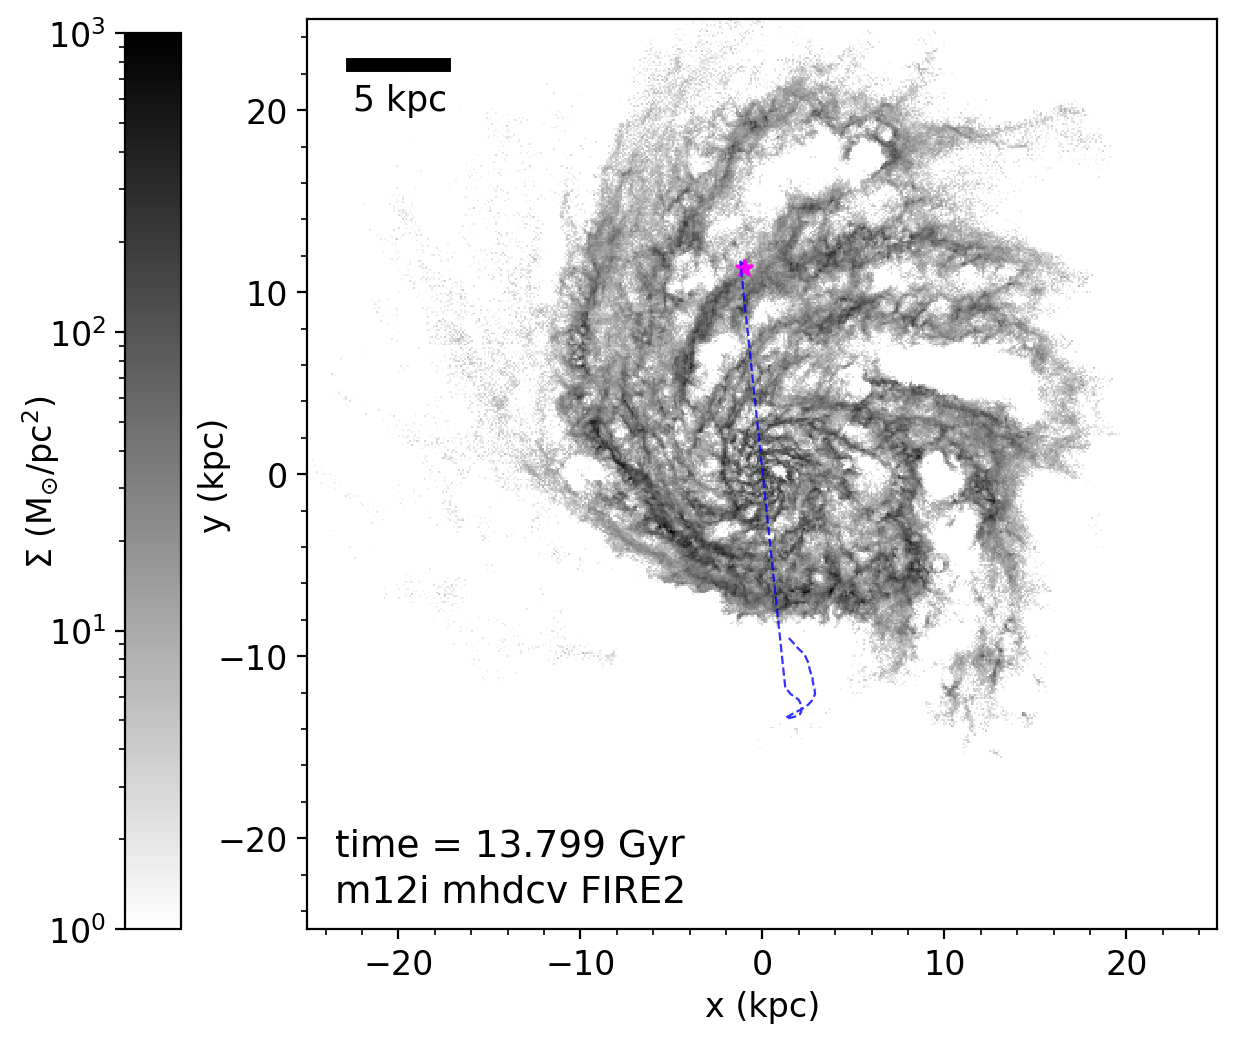 10³
10²
10¹
10⁰
Σ (M⊙/pc²)
y (kpc)
20
10
0
−10
−20
5 kpc
time = 13.799 Gyr
m12i mhdcv FIRE2
−20
−10
0
10
20
x (kpc)